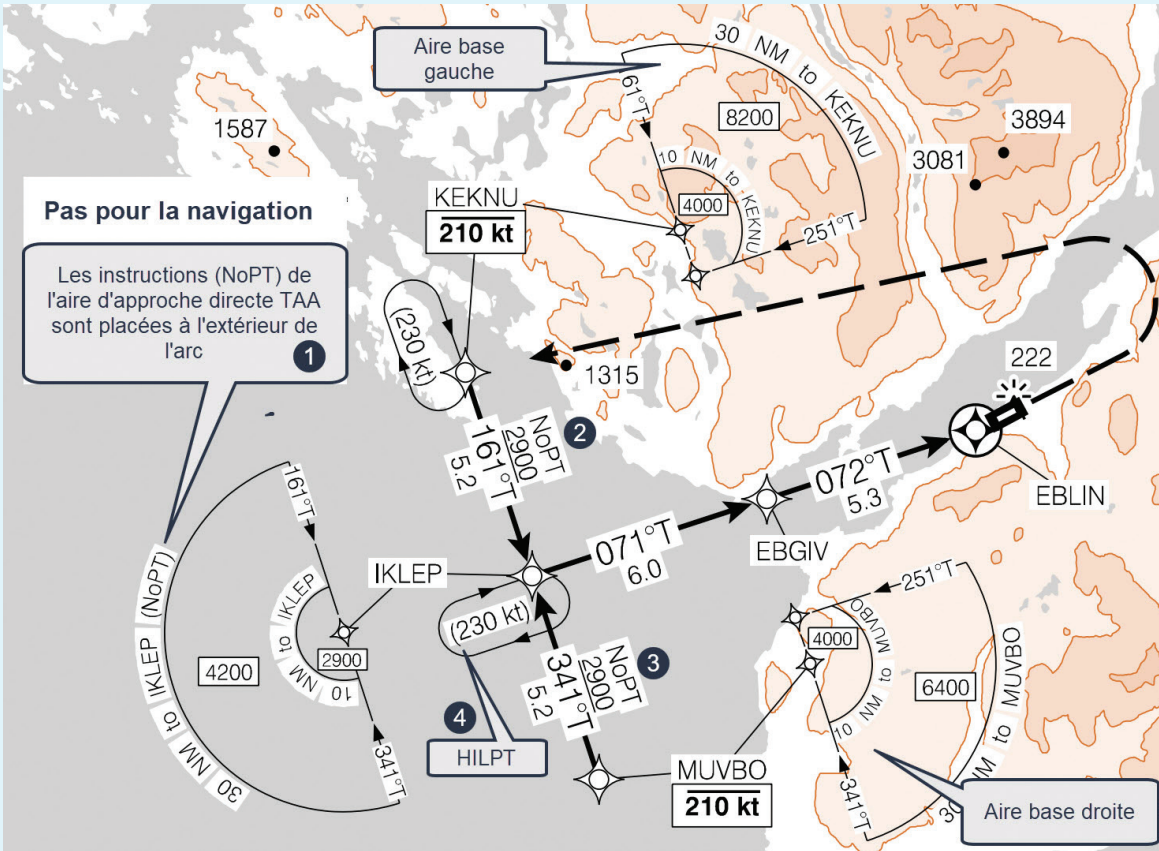 Aire base
gauche
30 NM to KEKNU
61°T
8200
10 NM to KEKNU
4000
251°T
1587
3894
3081
KEKNU
210 kt
Pas pour la navigation
Les instructions (NoPT) de
l'aire d'approche directe TAA
sont placées à l'extérieur de
l'arc
1
(230 kt)
1315
222
161°T
5.2
NoPT
2900
2
072°T
5.3
EBLIN
EBGIV
071°T
6.0
IKLEP
161°T
30 NM to IKLEP (NoPT)
4200
10 NM to IKLEP
2900
341°T
(230 kt)
341°T
5.2
NoPT
2900
3
4
HILPT
251°T
4000
10 NM to MUVBO
6400
30 NM to MUVBO
341°T
MUVBO
210 kt
Aire base droite